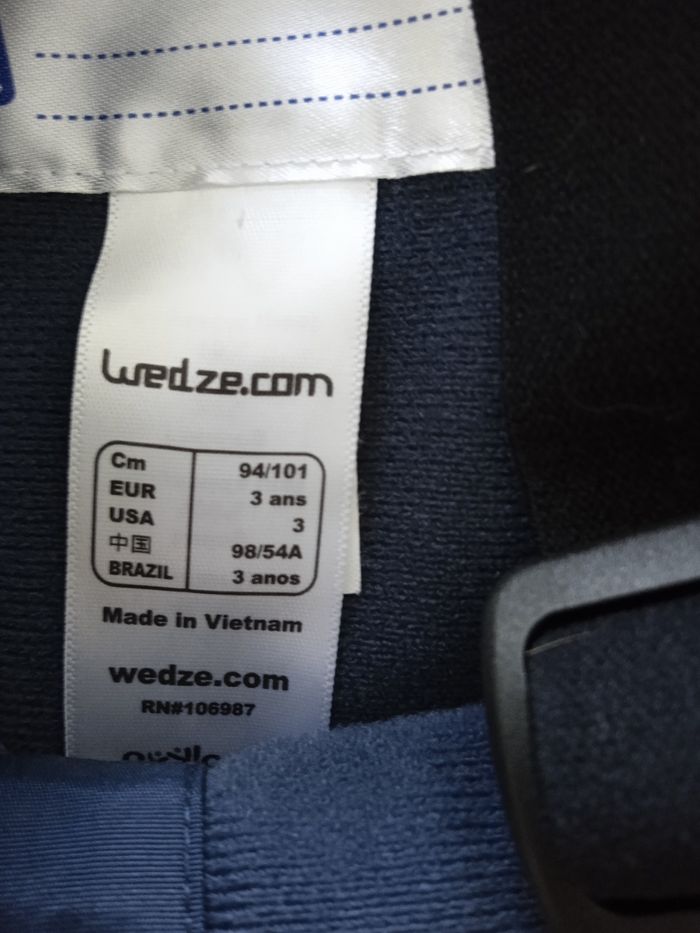 wedze.com
Cm 94/101
EUR 3 ans
USA 3
中国 98/54A
BRAZIL 3 anos
Made in Vietnam
wedze.com
RN#106987